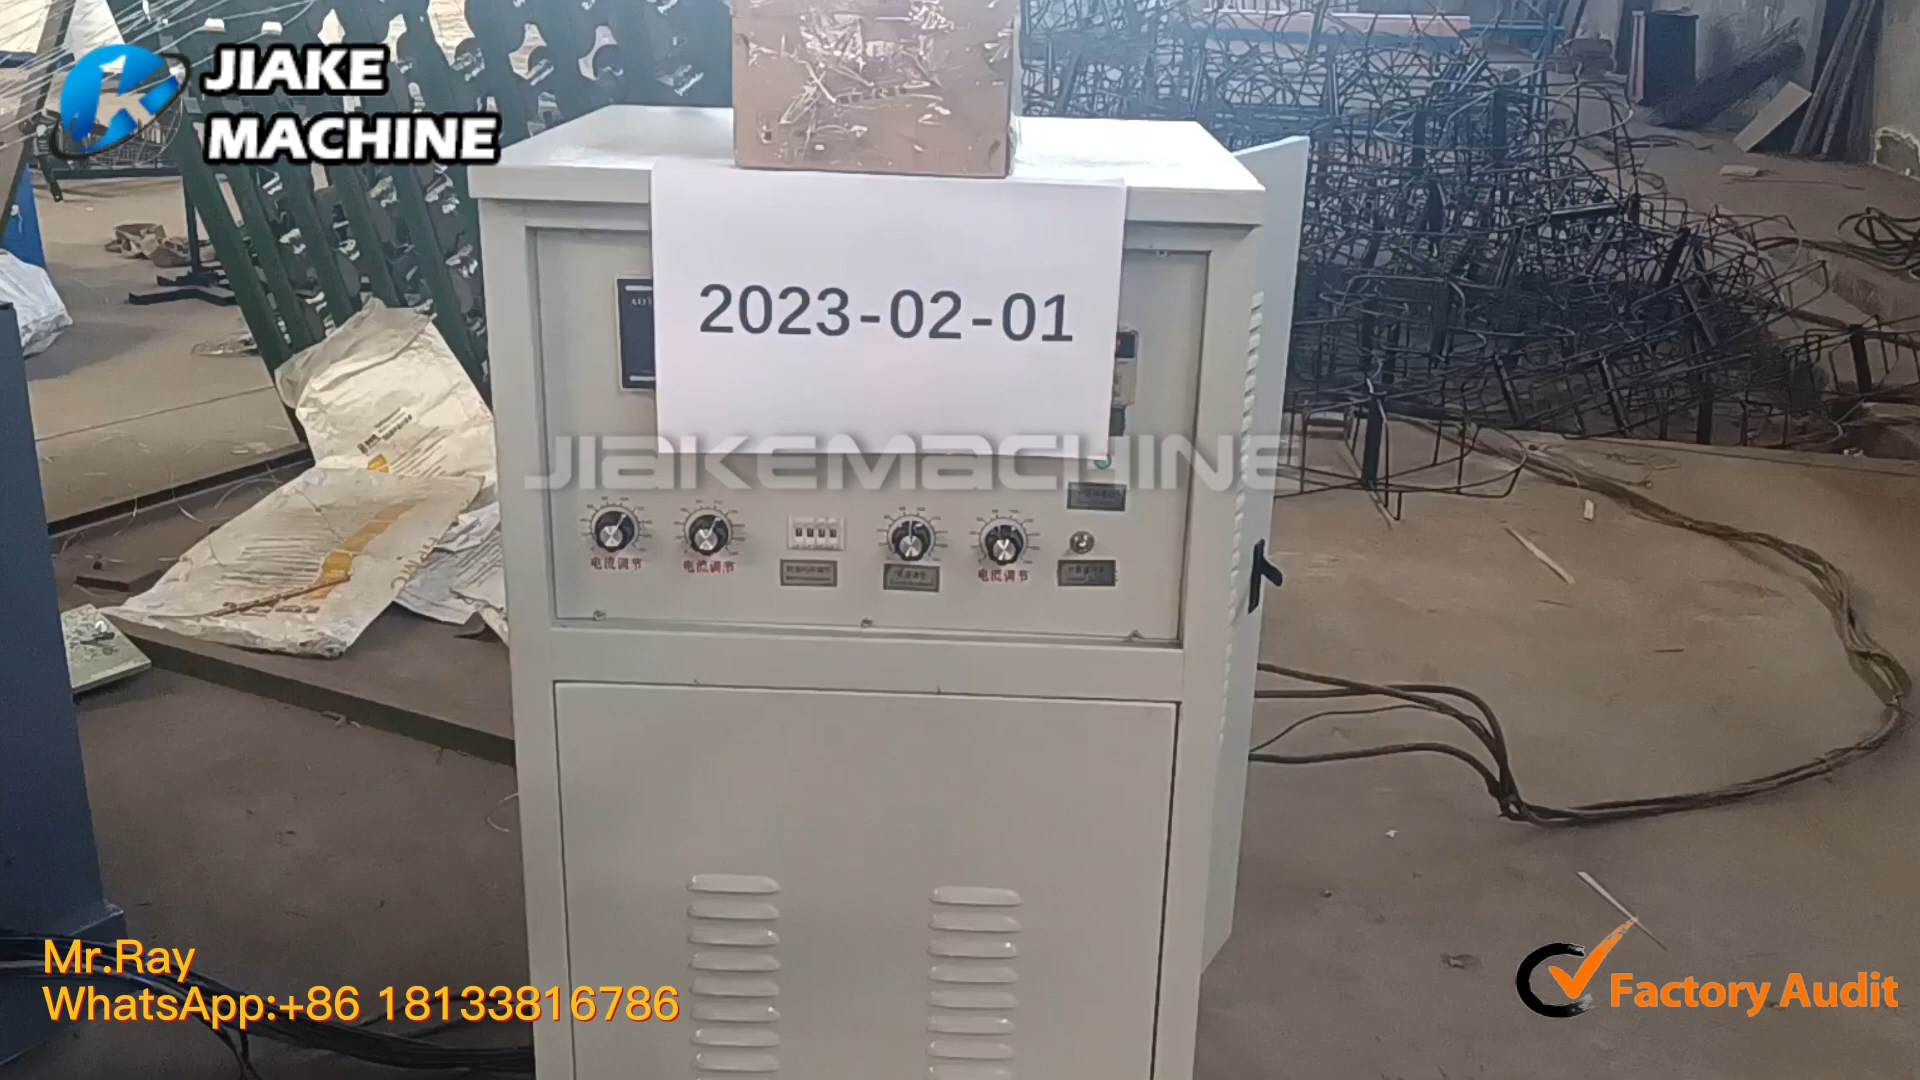 JIAKE
MACHINE
2023-02-01
JIAKEMACHINE
电流调节
电流调节
电流调节
Mr.Ray
WhatsApp:+86 18133816786
Factory Audit